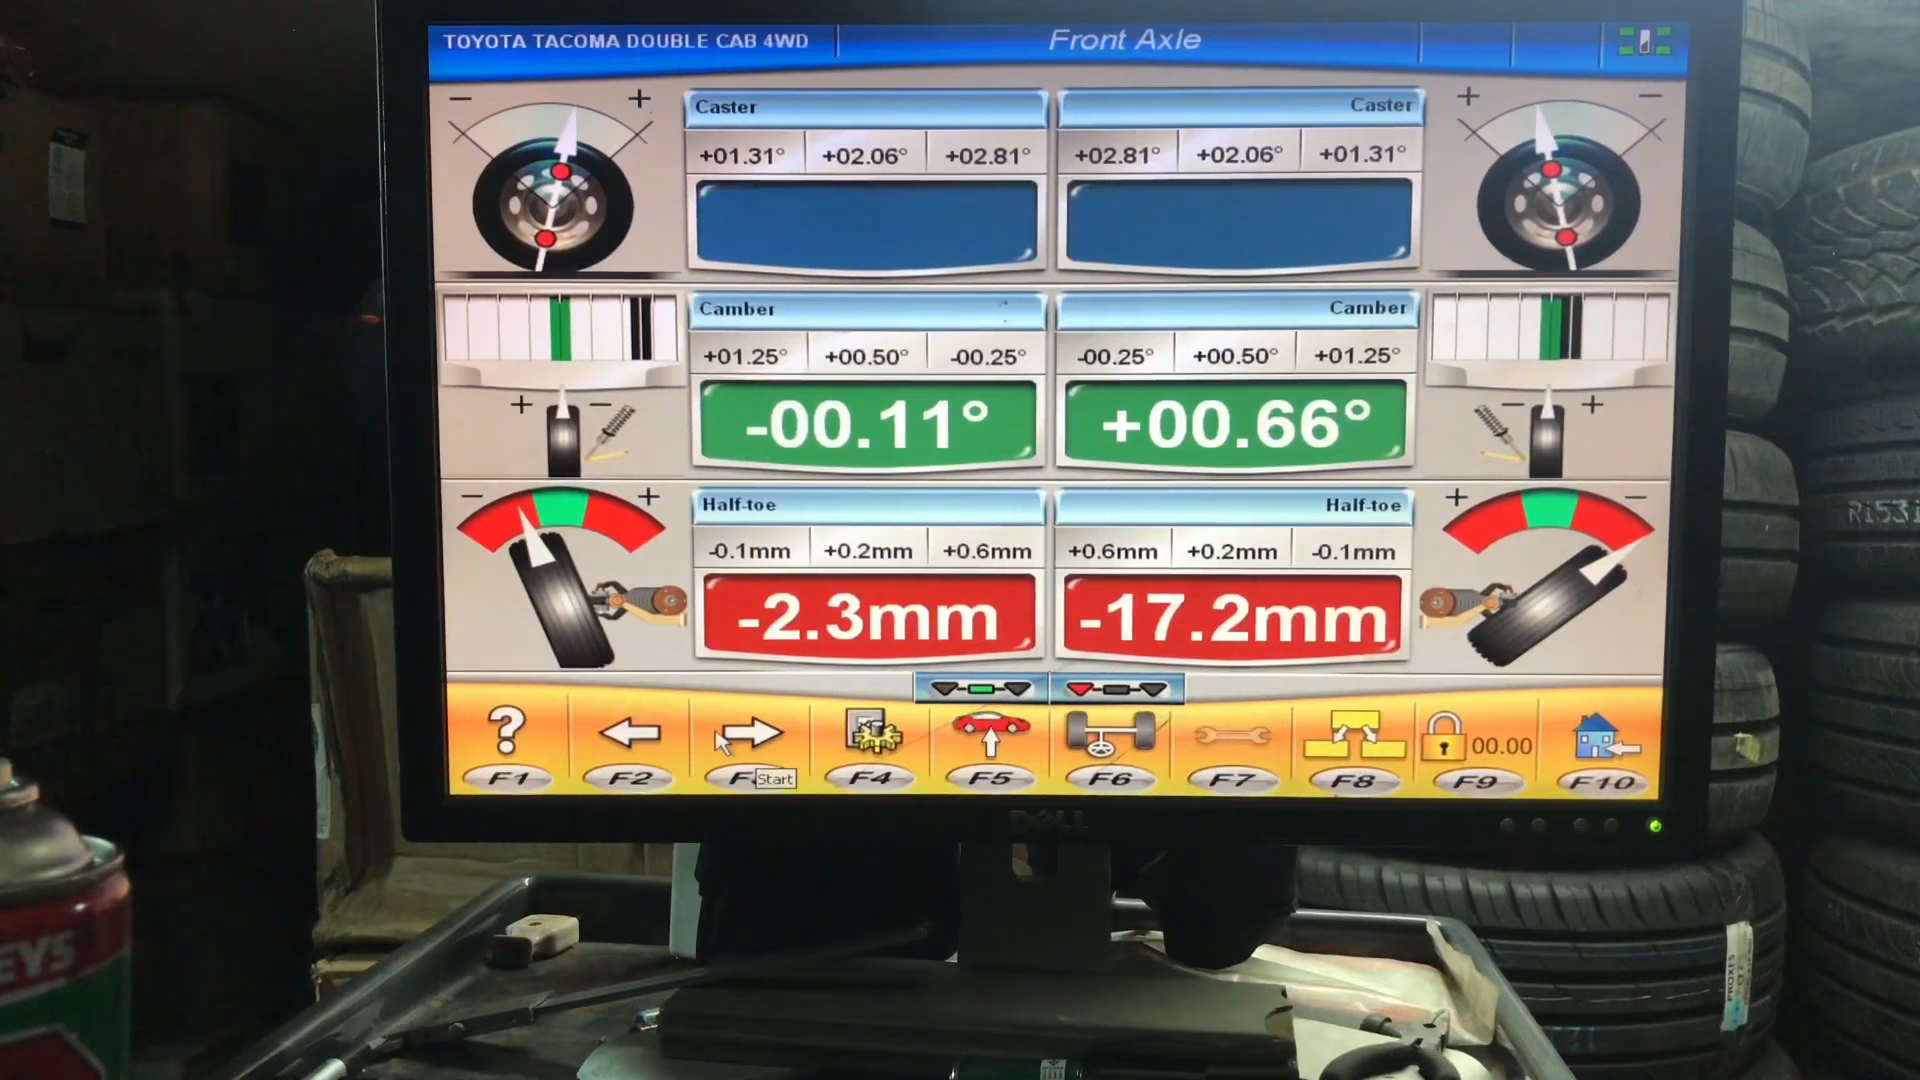 TOYOTA TACOMA DOUBLE CAB 4WD
Front Axle
- +
Caster
Caster
+ -
+01.31° +02.06° +02.81°
+02.81° +02.06° +01.31°
Camber
Camber
+01.25° +00.50° -00.25°
-00.25° +00.50° +01.25°
-00.11°
+00.66°
+ -
- +
- +
Half-toe
Half-toe
+ -
-0.1mm +0.2mm +0.6mm
+0.6mm +0.2mm -0.1mm
-2.3mm
-17.2mm
?
00.00
F1 F2 F Start F4 F5 F6 F7 F8 F9 F10
DELL
EYS
PROXES